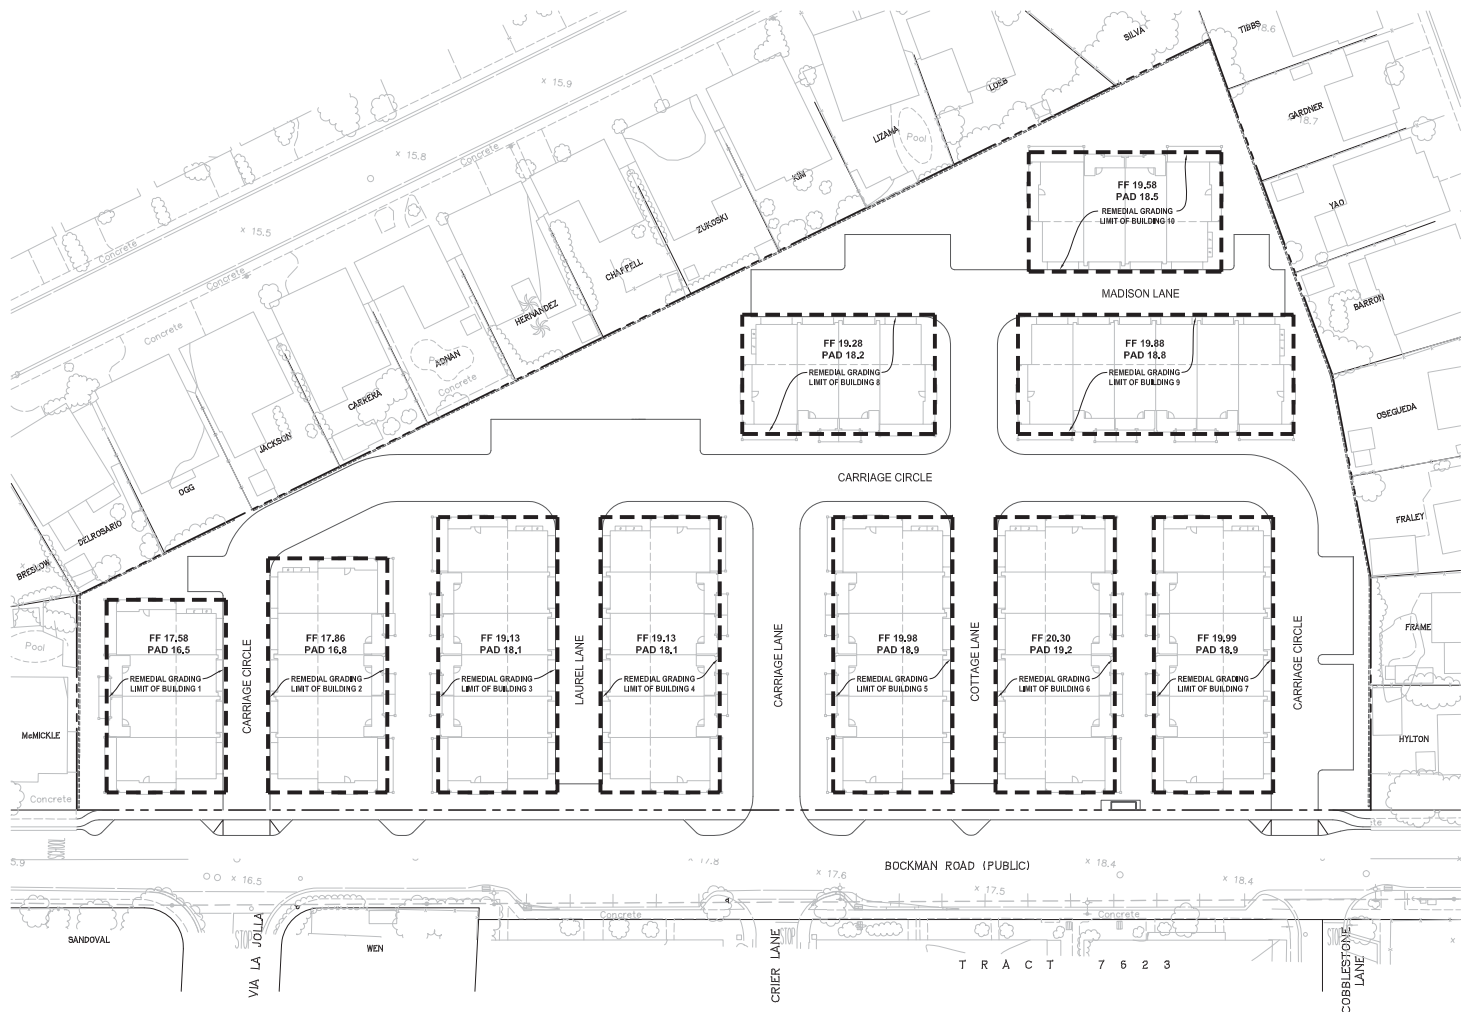 TIBBS
18.6
SILVA
x 15.9
LOEB
GARDNER
18.7
LIZAMA
Pool
Concrete
x 15.8
KIM
YAO
FF 19.58
PAD 18.5
REMEDIAL GRADING
LIMIT OF BUILDING 10
ZUKOSKI
x 15.5
Concrete
CHAPPELL
Concrete
MADISON LANE
BARRON
HERNANDEZ
Concrete
FF 19.28
PAD 18.2
REMEDIAL GRADING
LIMIT OF BUILDING 8
FF 19.88
PAD 18.8
REMEDIAL GRADING
LIMIT OF BUILDING 9
ADNAN
Concrete
CARRERA
OSEGUEDA
JACKSON
CARRIAGE CIRCLE
OGG
FRALEY
DELROSARIO
BRESLOW
FRAME
Pool
FF 17.58
PAD 16.5
REMEDIAL GRADING
LIMIT OF BUILDING 1
CARRIAGE CIRCLE
FF 17.86
PAD 16.8
REMEDIAL GRADING
LIMIT OF BUILDING 2
FF 19.13
PAD 18.1
REMEDIAL GRADING
LIMIT OF BUILDING 3
LAUREL LANE
FF 19.13
PAD 18.1
REMEDIAL GRADING
LIMIT OF BUILDING 4
CARRIAGE LANE
FF 19.98
PAD 18.9
REMEDIAL GRADING
LIMIT OF BUILDING 5
COTTAGE LANE
FF 20.30
PAD 19.2
REMEDIAL GRADING
LIMIT OF BUILDING 6
FF 19.99
PAD 18.9
REMEDIAL GRADING
LIMIT OF BUILDING 7
CARRIAGE CIRCLE
McMICKLE
HYLTON
Concrete
SCHOOL
5.9
BOCKMAN ROAD (PUBLIC)
x 16.5
x 17.8
x 17.6
x 17.5
x 18.4
x 18.4
Concrete
Concrete
SANDOVAL
STOP
VIA LA JOLLA
WEN
CRIER LANE
STOP
TRACT 7623
STOP
COBBLESTONE
LANE